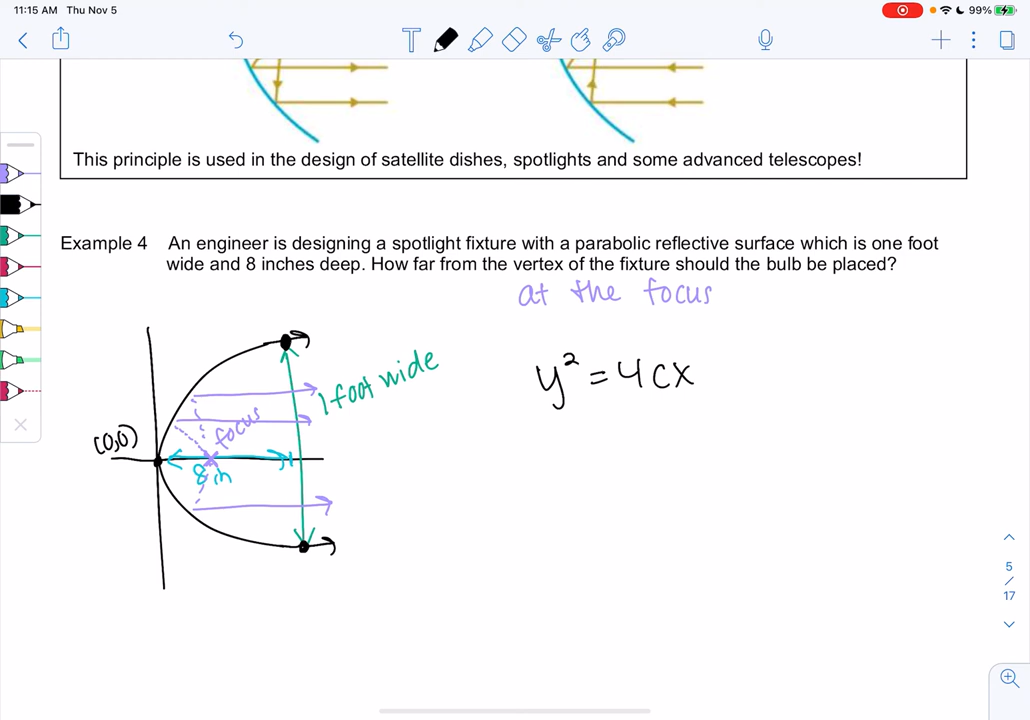 11:15 AM Thu Nov 5
99%
This principle is used in the design of satellite dishes, spotlights and some advanced telescopes!
Example 4 An engineer is designing a spotlight fixture with a parabolic reflective surface which is one foot
wide and 8 inches deep. How far from the vertex of the fixture should the bulb be placed?
at the focus
y² = 4cx
1 foot wide
focus
(0,0)
8 in
5
/
17